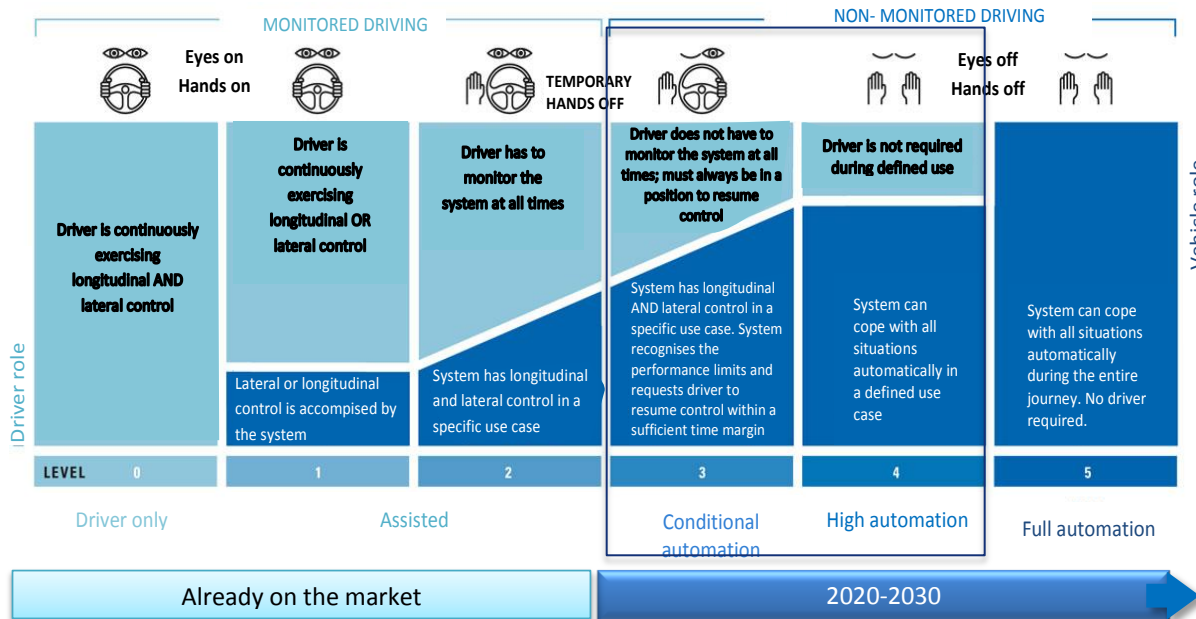 MONITORED DRIVING
NON- MONITORED DRIVING
Eyes on
Hands on
TEMPORARY
HANDS OFF
Eyes off
Hands off
Driver is continuously
exercising
longitudinal AND
lateral control
Driver is
continuously
exercising
longitudinal OR
lateral control
Driver has to
monitor the
system at all times
Driver does not have to
monitor the system at all
times; must always be in a
position to resume
control
Driver is not required
during defined use
Driver role
Vehicle role
Lateral or longitudinal
control is accompised by
the system
System has longitudinal
and lateral control in a
specific use case
System has longitudinal
AND lateral control in a
specific use case. System
recognises the
performance limits and
requests driver to
resume control within a
sufficient time margin
System can
cope with all
situations
automatically in
a defined use
case
System can cope
with all situations
automatically
during the entire
journey. No driver
required.
LEVEL 0 1 2 3 4 5
Driver only
Assisted
Conditional
automation
High automation
Full automation
Already on the market
2020-2030